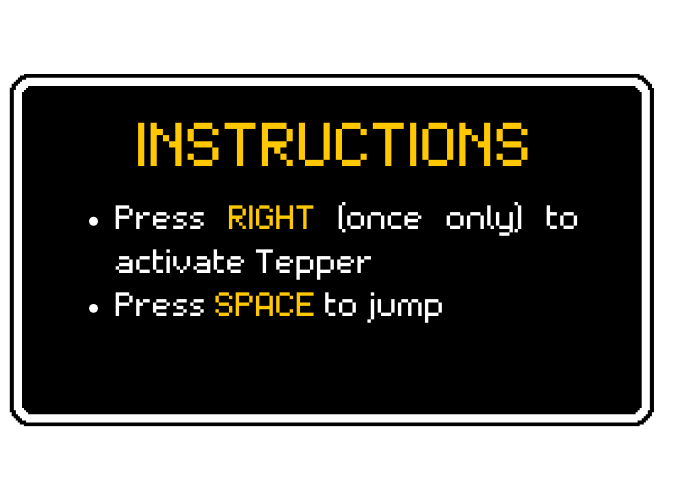 INSTRUCTIONS
• Press RIGHT (once only) to
activate Tepper
• Press SPACE to jump